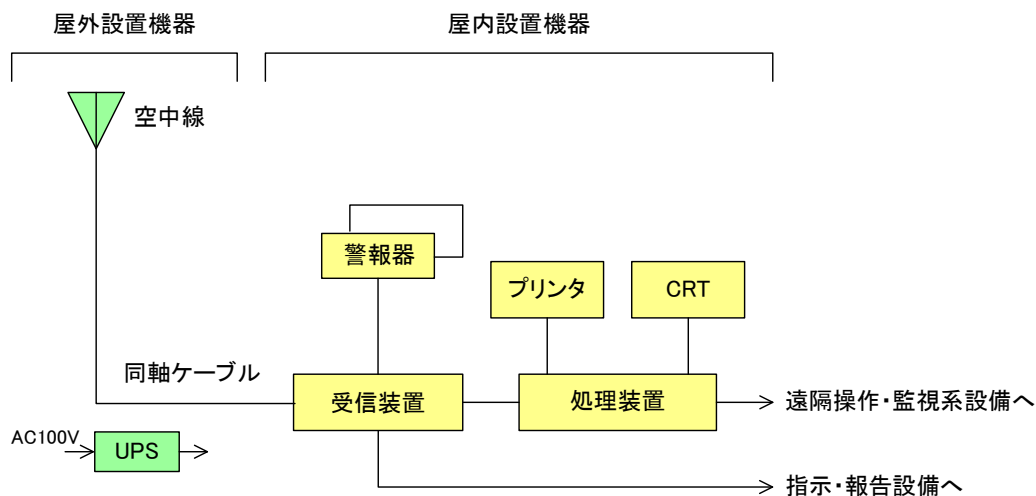 屋外設置機器
屋内設置機器
空中線
警報器
プリンタ
CRT
同軸ケーブル
受信装置
処理装置
遠隔操作・監視系設備へ
AC100V
UPS
指示・報告設備へ